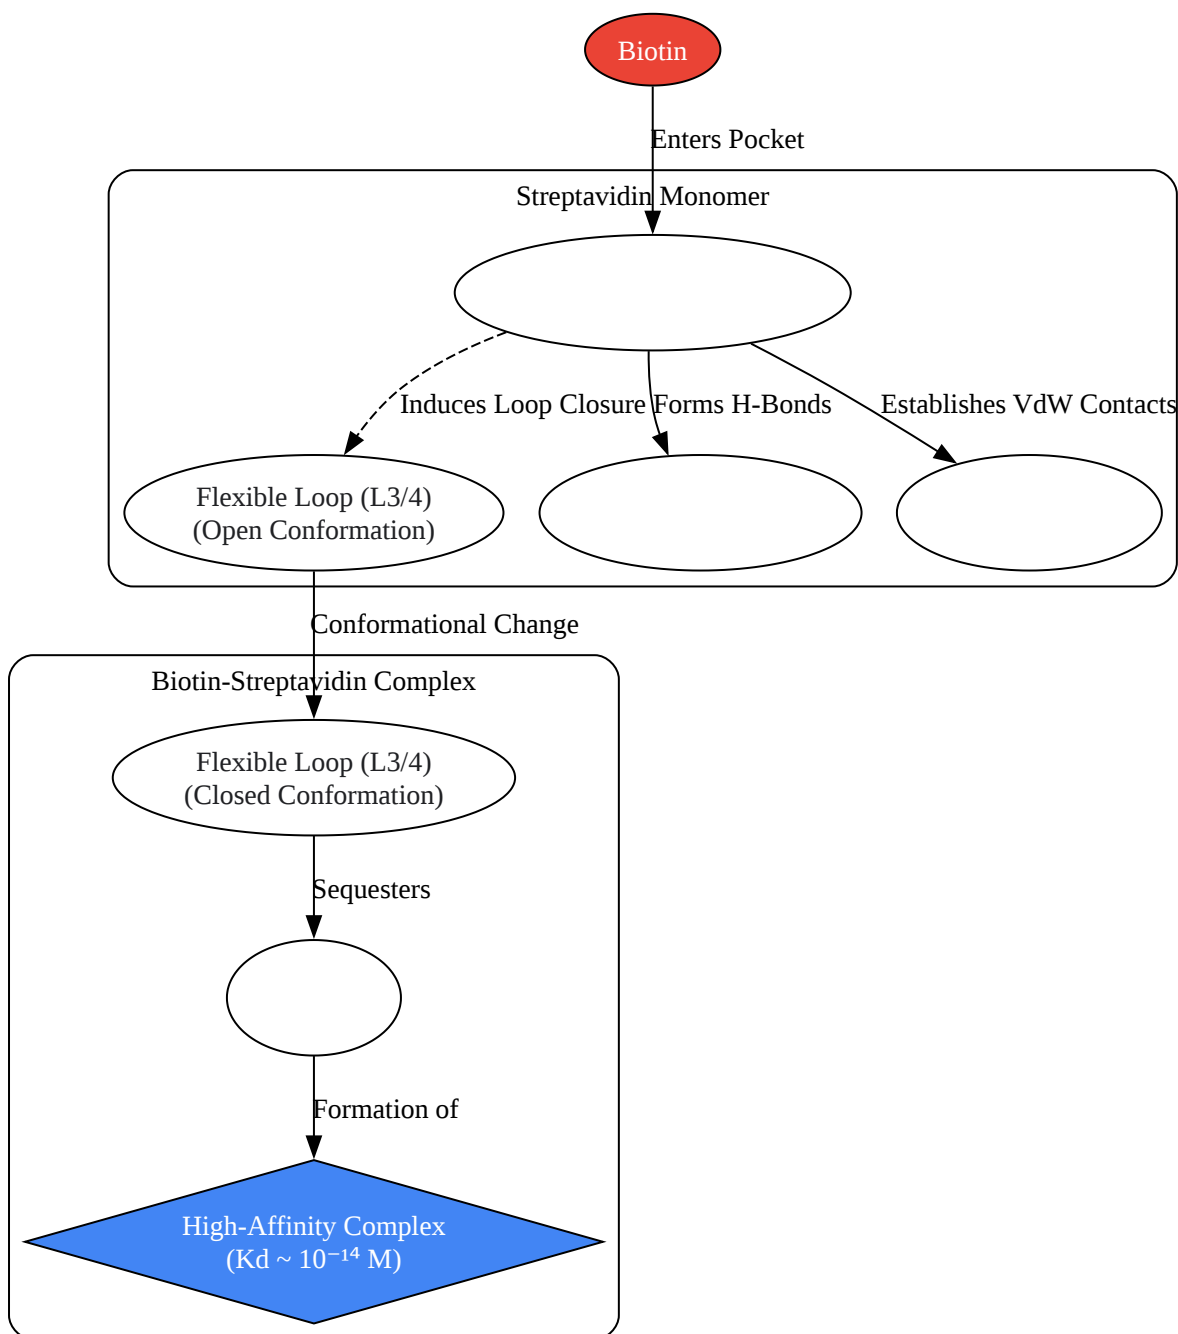 Biotin
Enters Pocket
Streptavidin Monomer
Induces Loop Closure
Forms H-Bonds
Establishes VdW Contacts
Flexible Loop (L3/4)
(Open Conformation)
Conformational Change
Biotin-Streptavidin Complex
Flexible Loop (L3/4)
(Closed Conformation)
Sequesters
Formation of
High-Affinity Complex
(Kd ~ 10⁻¹⁴ M)